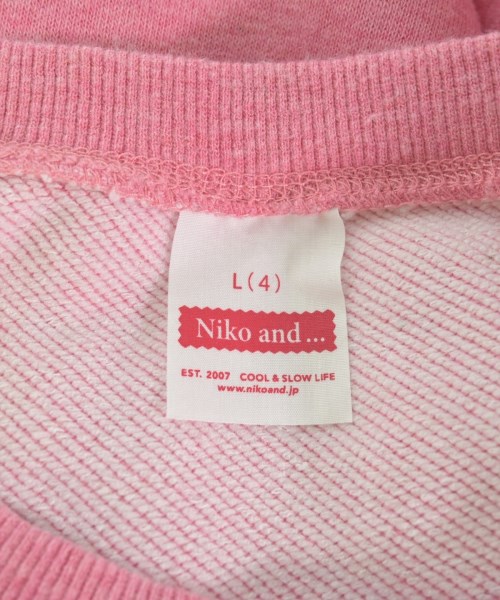 L(4)
Niko and...
EST. 2007 COOL & SLOW LIFE
www.nikoand.jp